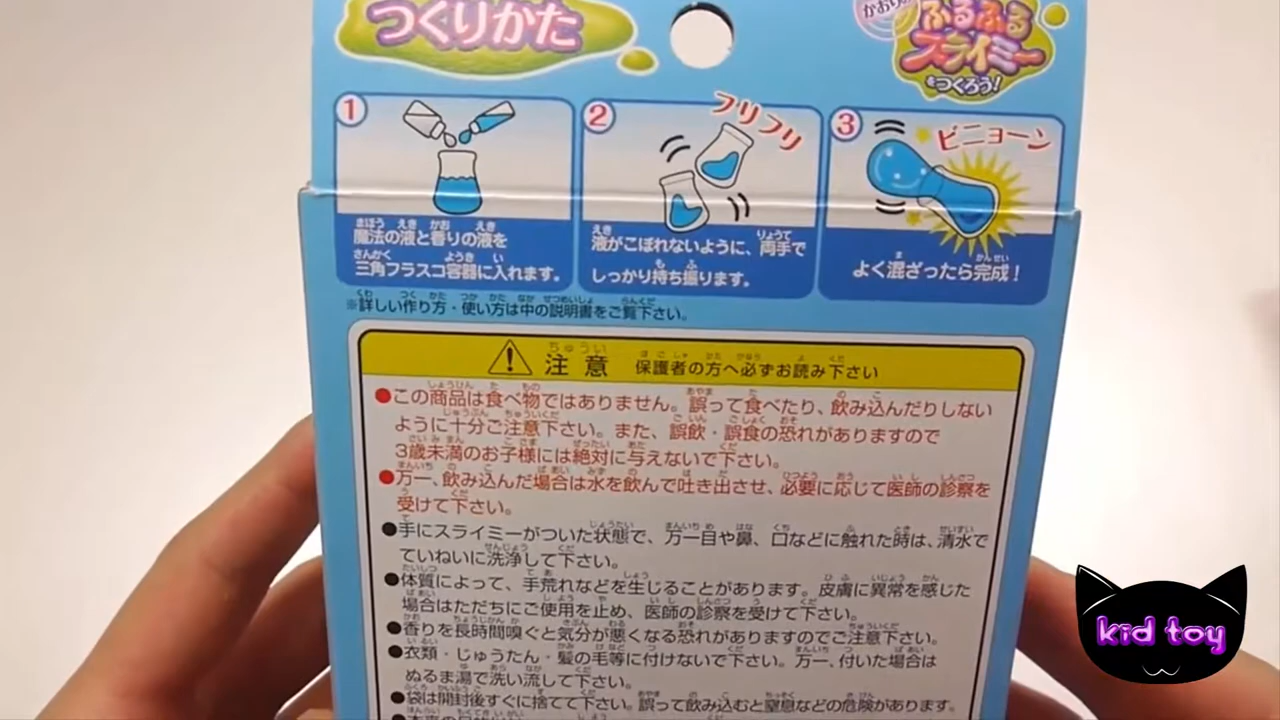 つくりかた
かおりの
ふるふる
スライミー
をつくろう!
1
2
フリフリ
3
ビニョーン
魔法の液と香りの液を
三角フラスコ容器に入れます。
液がこぼれないように、両手で
しっかり持ち振ります。
よく混ざったら完成!
※詳しい作り方・使い方は中の説明書をご覧下さい。
注意 保護者の方へ必ずお読み下さい
●この商品は食べ物ではありません。誤って食べたり、飲み込んだりしない
ように十分ご注意下さい。また、誤飲・誤食の恐れがありますので
3歳未満のお子様には絶対に与えないで下さい。
●万一、飲み込んだ場合は水を飲んで吐き出させ、必要に応じて医師の診察を
受けて下さい。
●手にスライミーがついた状態で、万一目や鼻、口などに触れた時は、清水で
ていねいに洗浄して下さい。
●体質によって、手荒れなどを生じることがあります。皮膚に異常を感じた
場合はただちにご使用を止め、医師の診察を受けて下さい。
●香りを長時間嗅ぐと気分が悪くなる恐れがありますのでご注意下さい。
●衣類・じゅうたん・髪の毛等に付けないで下さい。万一、付いた場合は
ぬるま湯で洗い流して下さい。
●袋は開封後すぐに捨てて下さい。誤って飲み込むと窒息などの危険があります。
kid toy